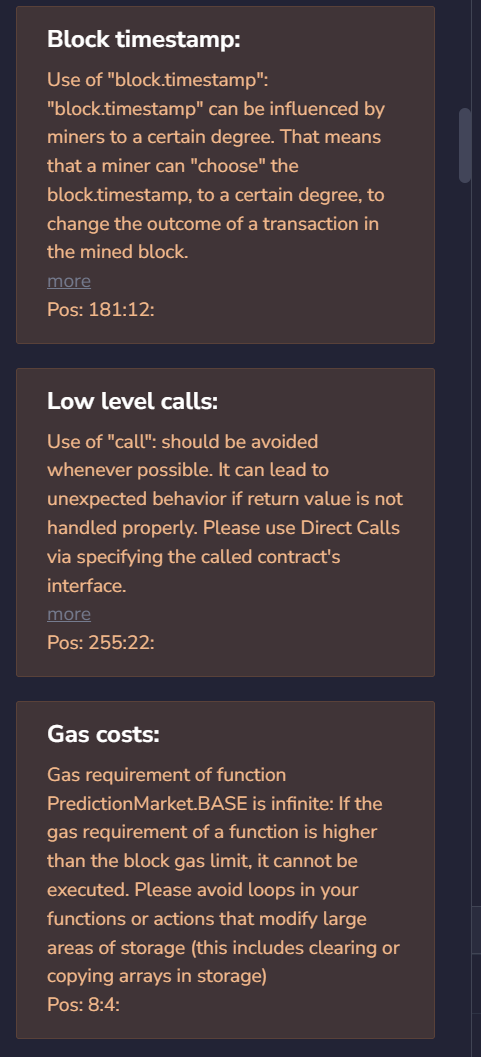 Block timestamp:
Use of "block.timestamp":
"block.timestamp" can be influenced by
miners to a certain degree. That means
that a miner can "choose" the
block.timestamp, to a certain degree, to
change the outcome of a transaction in
the mined block.
more
Pos: 181:12:
Low level calls:
Use of "call": should be avoided
whenever possible. It can lead to
unexpected behavior if return value is not
handled properly. Please use Direct Calls
via specifying the called contract's
interface.
more
Pos: 255:22:
Gas costs:
Gas requirement of function
PredictionMarket.BASE is infinite: If the
gas requirement of a function is higher
than the block gas limit, it cannot be
executed. Please avoid loops in your
functions or actions that modify large
areas of storage (this includes clearing or
copying arrays in storage)
Pos: 8:4: